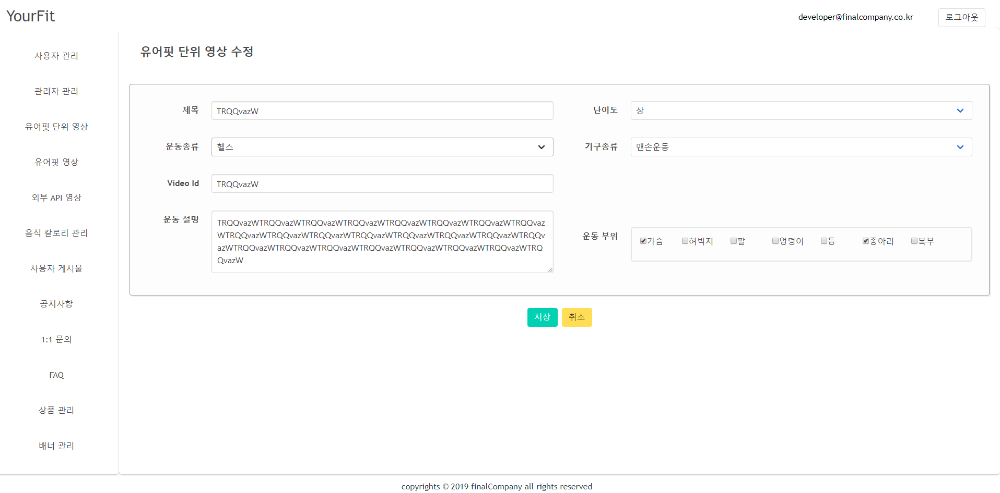 YourFit
developer@finalcompany.co.kr
로그아웃
사용자 관리
관리자 관리
유어핏 단위 영상
유어핏 영상
외부 API 영상
음식 칼로리 관리
사용자 게시물
공지사항
1:1 문의
FAQ
상품 관리
배너 관리
유어핏 단위 영상 수정
제목
TRQQvazW
난이도
상
운동종류
헬스
기구종류
맨손운동
Video Id
TRQQvazW
운동 설명
TRQQvazWTRQQvazWTRQQvazWTRQQvazWTRQQvazWTRQQvazWTRQQvazWTRQQvaz
WTRQQvazWTRQQvazWTRQQvazWTRQQvazWTRQQvazWTRQQvazWTRQQvazWTRQQv
azWTRQQvazWTRQQvazWTRQQvazWTRQQvazWTRQQvazWTRQQvazWTRQQvazWTRQ
QvazW
운동 부위
가슴 허벅지 팔 엉덩이 등 종아리 복부
저장 취소
copyrights © 2019 finalCompany all rights reserved